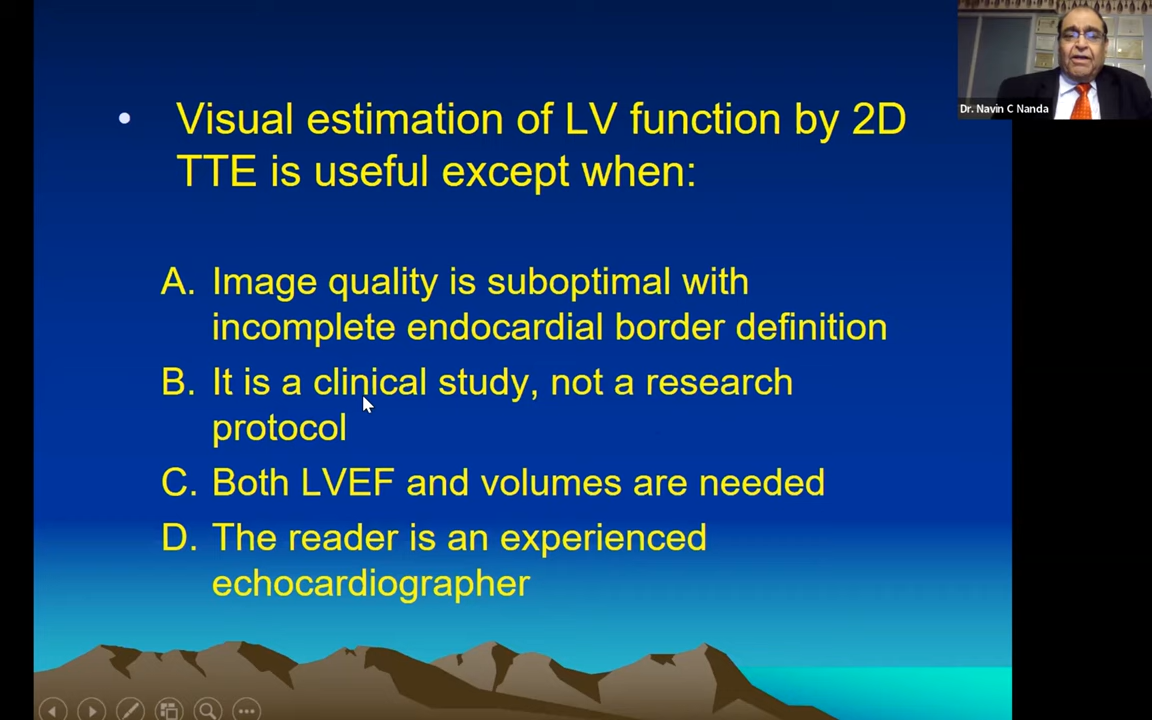 Dr. Navin C Nanda
• Visual estimation of LV function by 2D
TTE is useful except when:
A. Image quality is suboptimal with
incomplete endocardial border definition
B. It is a clinical study, not a research
protocol
C. Both LVEF and volumes are needed
D. The reader is an experienced
echocardiographer